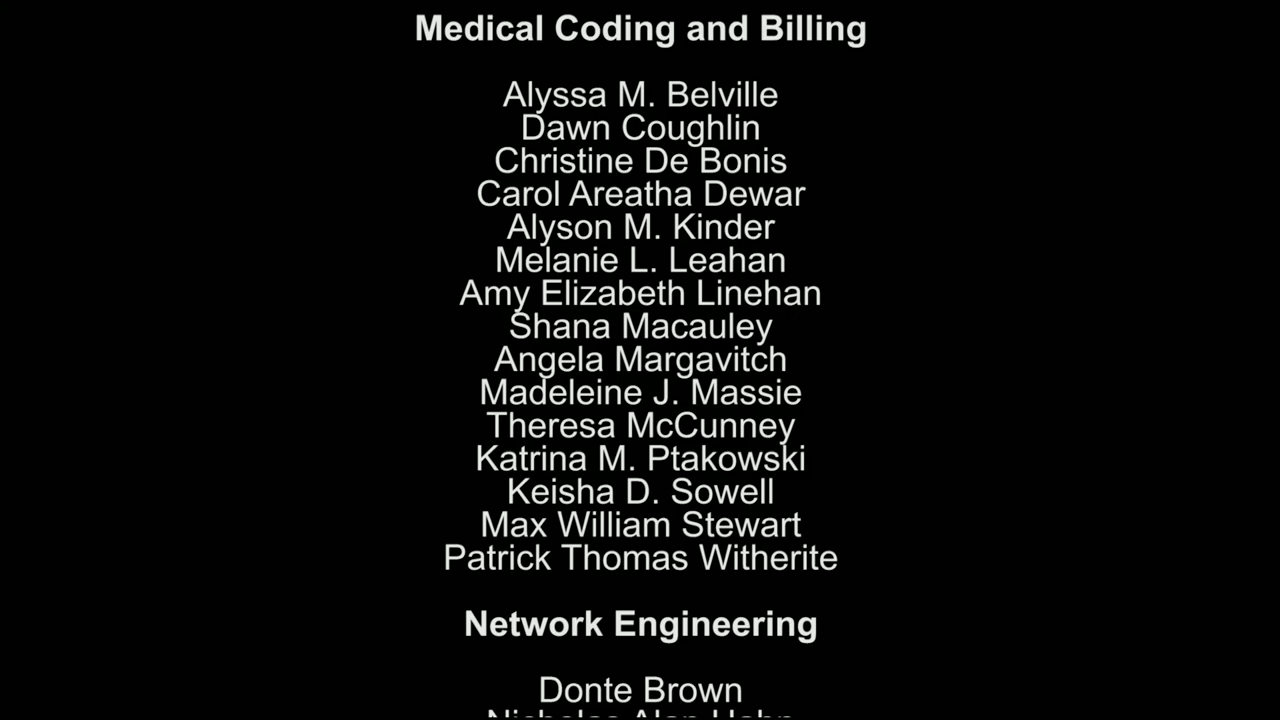 Medical Coding and Billing
Alyssa M. Belville
Dawn Coughlin
Christine De Bonis
Carol Areatha Dewar
Alyson M. Kinder
Melanie L. Leahan
Amy Elizabeth Linehan
Shana Macauley
Angela Margavitch
Madeleine J. Massie
Theresa McCunney
Katrina M. Ptakowski
Keisha D. Sowell
Max William Stewart
Patrick Thomas Witherite
Network Engineering
Donte Brown
Nicholas Alan